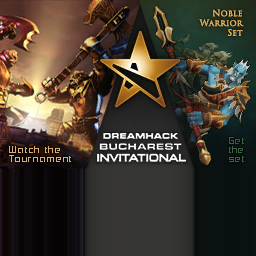 Noble
Warrior
Set
DREAMHACK
BUCHAREST
INVITATIONAL
Watch the
Tournament
Get
the
set